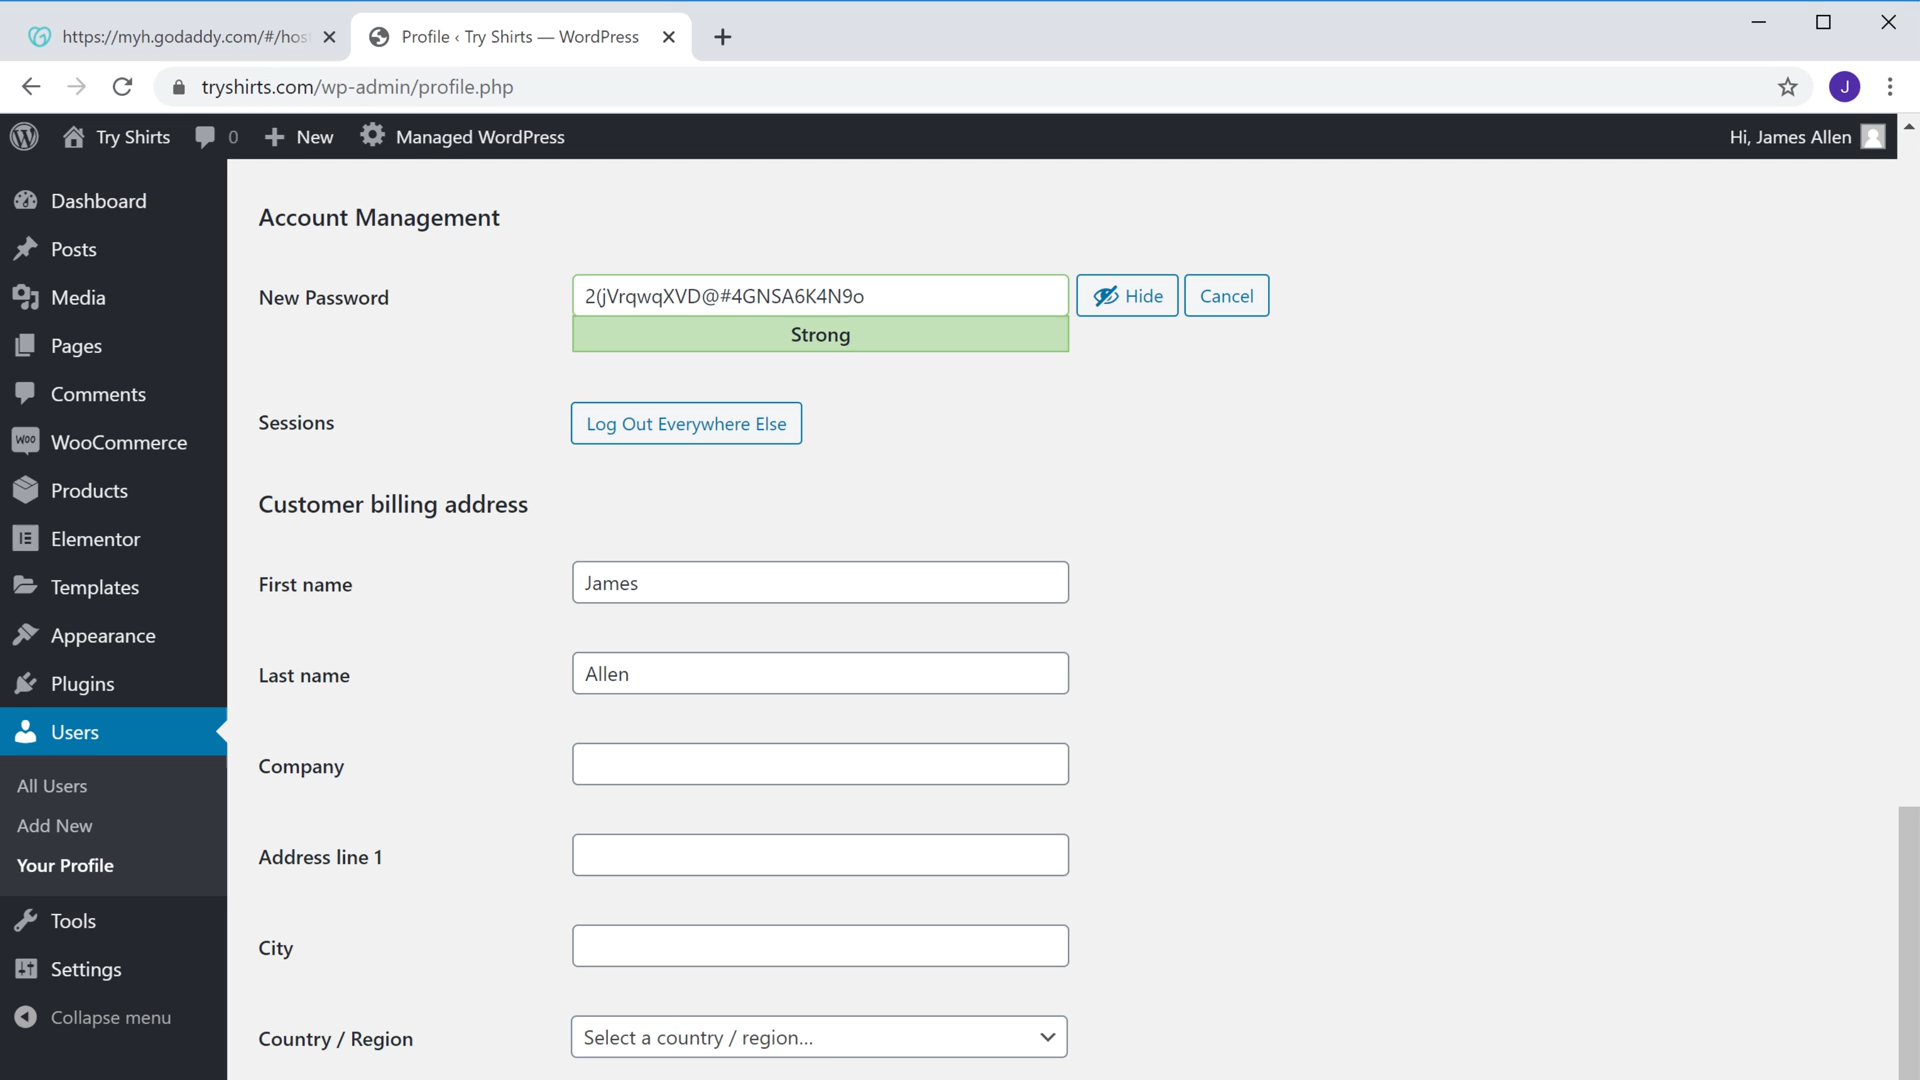 https://myh.godaddy.com/#/hos
Profile ‹ Try Shirts — WordPress
tryshirts.com/wp-admin/profile.php
J
Try Shirts
0
New
Managed WordPress
Hi, James Allen
Dashboard
Posts
Media
Pages
Comments
Woo
WooCommerce
Products
Elementor
Templates
Appearance
Plugins
Users
All Users
Add New
Your Profile
Tools
Settings
Collapse menu
Account Management
New Password
2(jVrqwqXVD@#4GNSA6K4N9o
Hide
Cancel
Strong
Sessions
Log Out Everywhere Else
Customer billing address
First name
James
Last name
Allen
Company
Address line 1
City
Country / Region
Select a country / region...